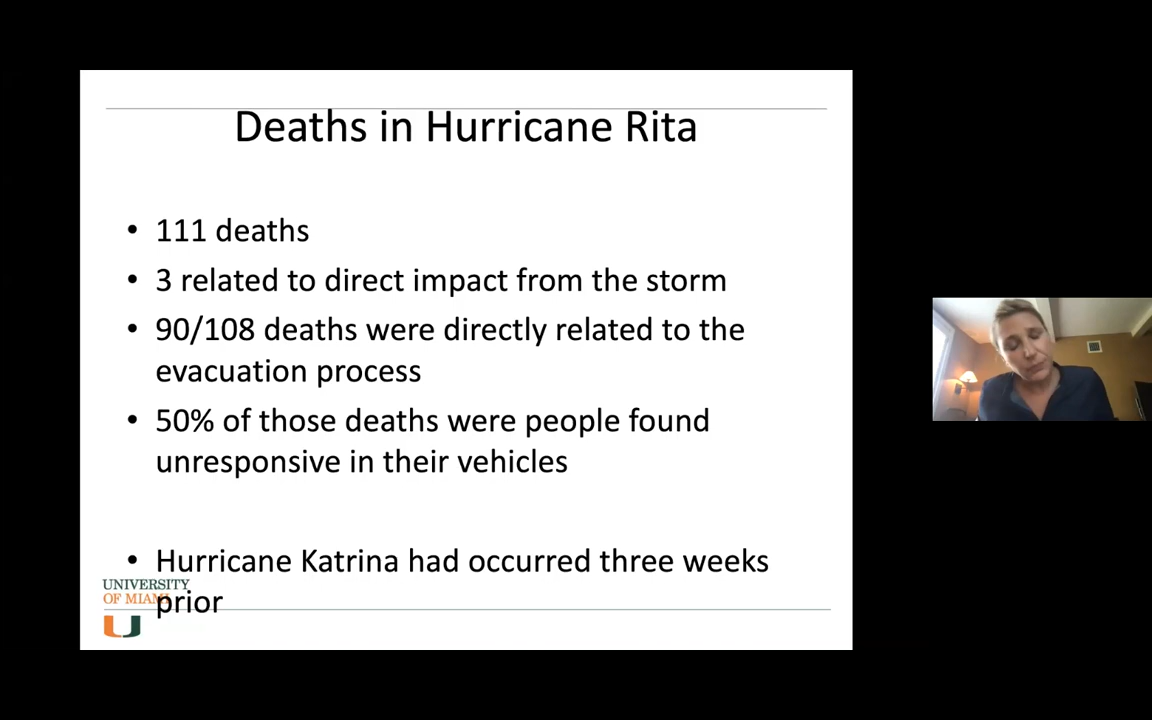 Deaths in Hurricane Rita
• 111 deaths
• 3 related to direct impact from the storm
• 90/108 deaths were directly related to the
evacuation process
• 50% of those deaths were people found
unresponsive in their vehicles
• Hurricane Katrina had occurred three weeks
prior
UNIVERSITY
OF MIAMI